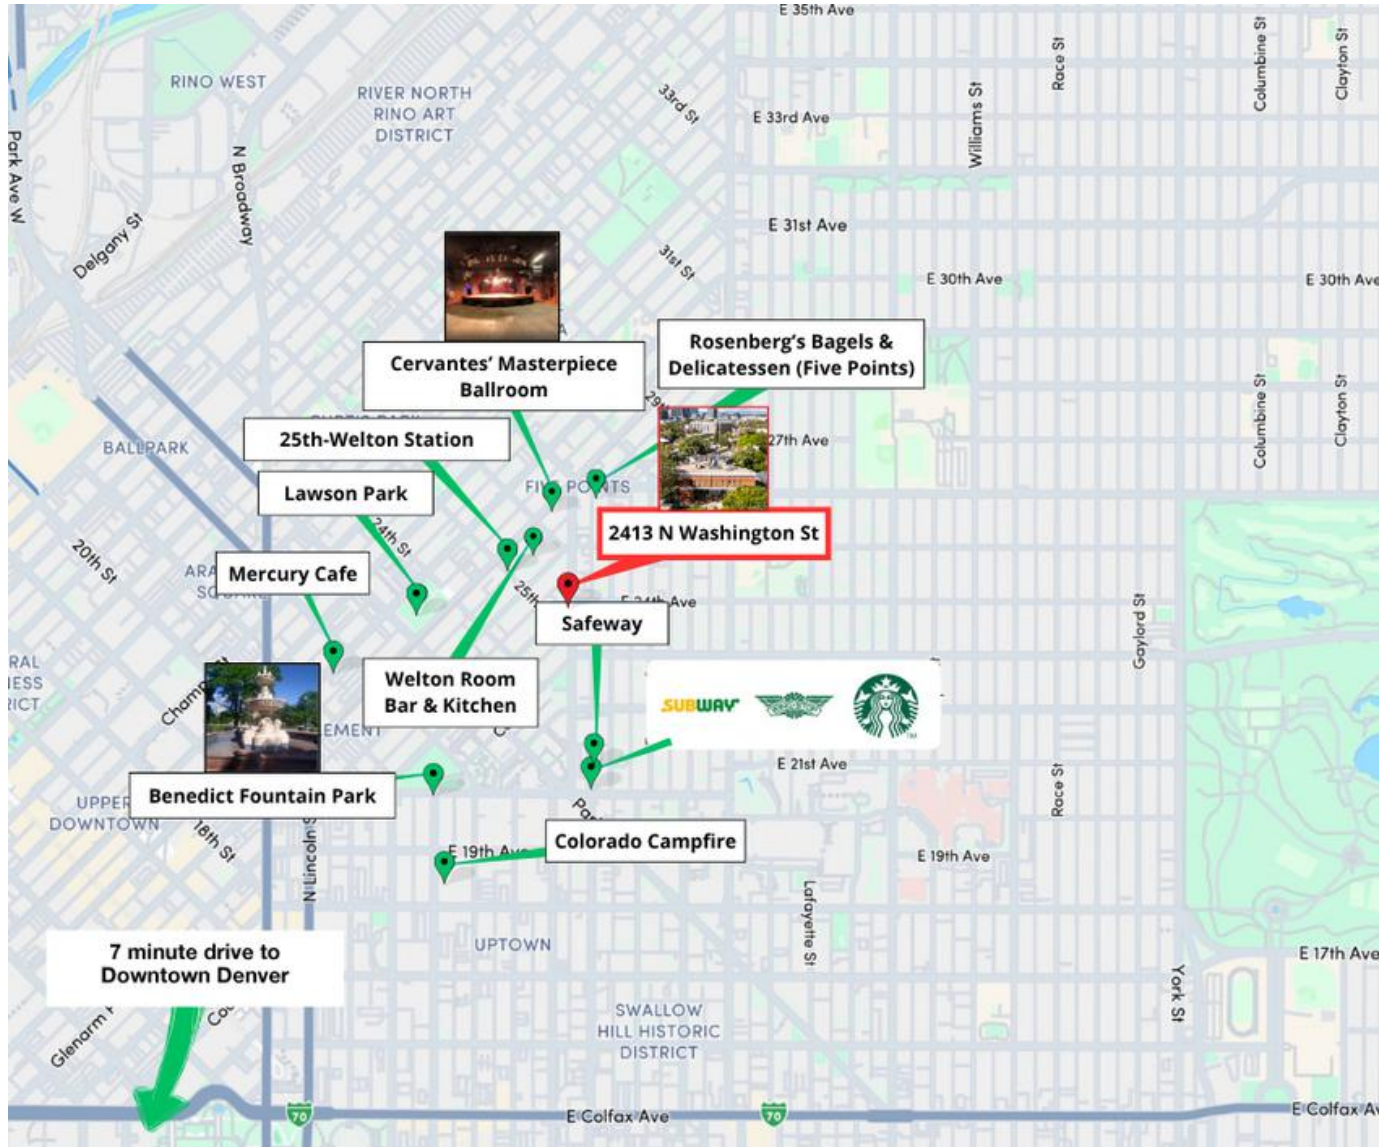 E 35th Ave
RINO WEST
RIVER NORTH
RINO ART
DISTRICT
33rd St
E 33rd Ave
Williams St
Race St
Columbine St
Clayton St
Park Ave W
N Broadway
Delgany St
31st St
E 31st Ave
E 30th Ave
E 30th Ave
Cervantes' Masterpiece
Ballroom
Rosenberg's Bagels &
Delicatessen (Five Points)
25th-Welton Station
BALLPARK
27th Ave
Columbine St
Clayton St
Lawson Park
FIVE POINTS
24th St
2413 N Washington St
20th St
Mercury Cafe
25th
E 24th Ave
Safeway
Gaylord St
Welton Room
Bar & Kitchen
SUBWAY
Benedict Fountain Park
E 21st Ave
Race St
UPPER
DOWNTOWN
18th St
N Lincoln S
E 19th Ave
Colorado Campfire
E 19th Ave
Lafayette St
UPTOWN
7 minute drive to
Downtown Denver
E 17th Ave
York St
Glenarm
SWALLOW
HILL HISTORIC
DISTRICT
70
E Colfax Ave
70
E Colfax Av